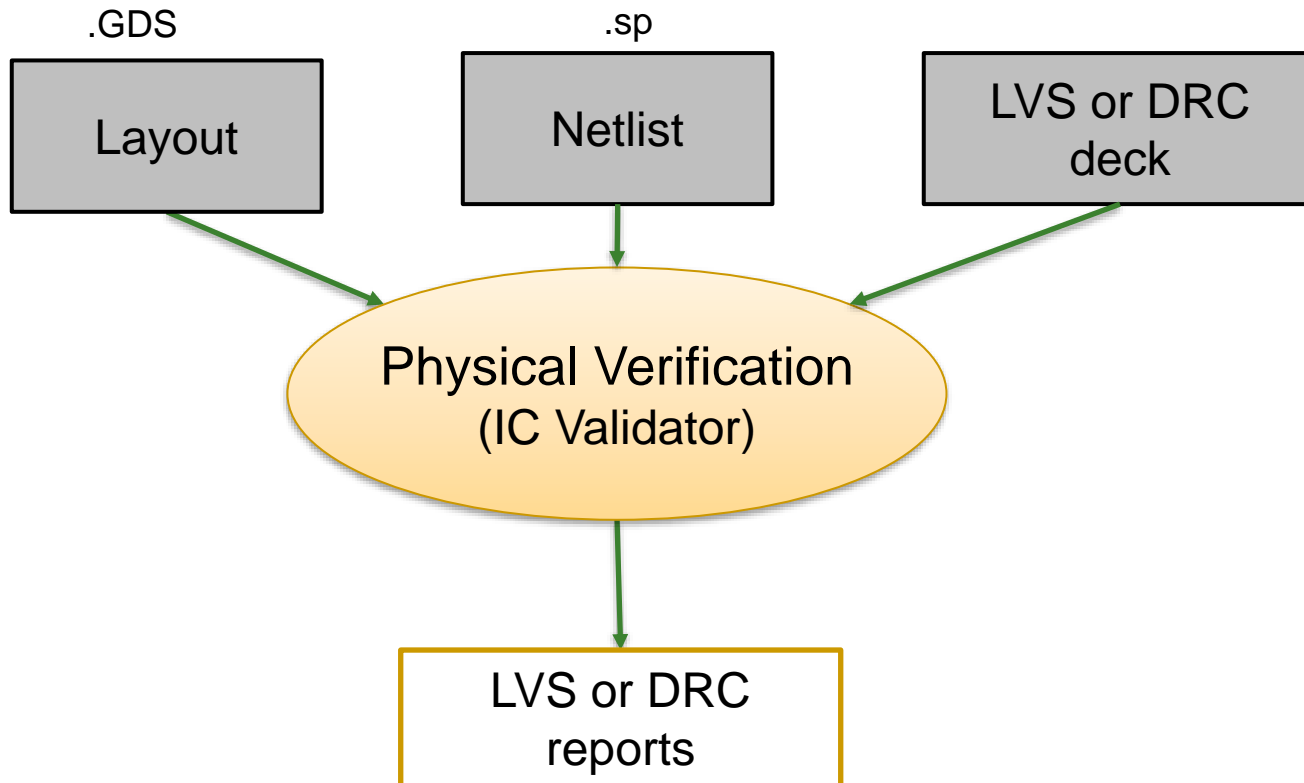 .GDS
.sp
Layout
Netlist
LVS or DRC
deck
Physical Verification
(IC Validator)
LVS or DRC
reports